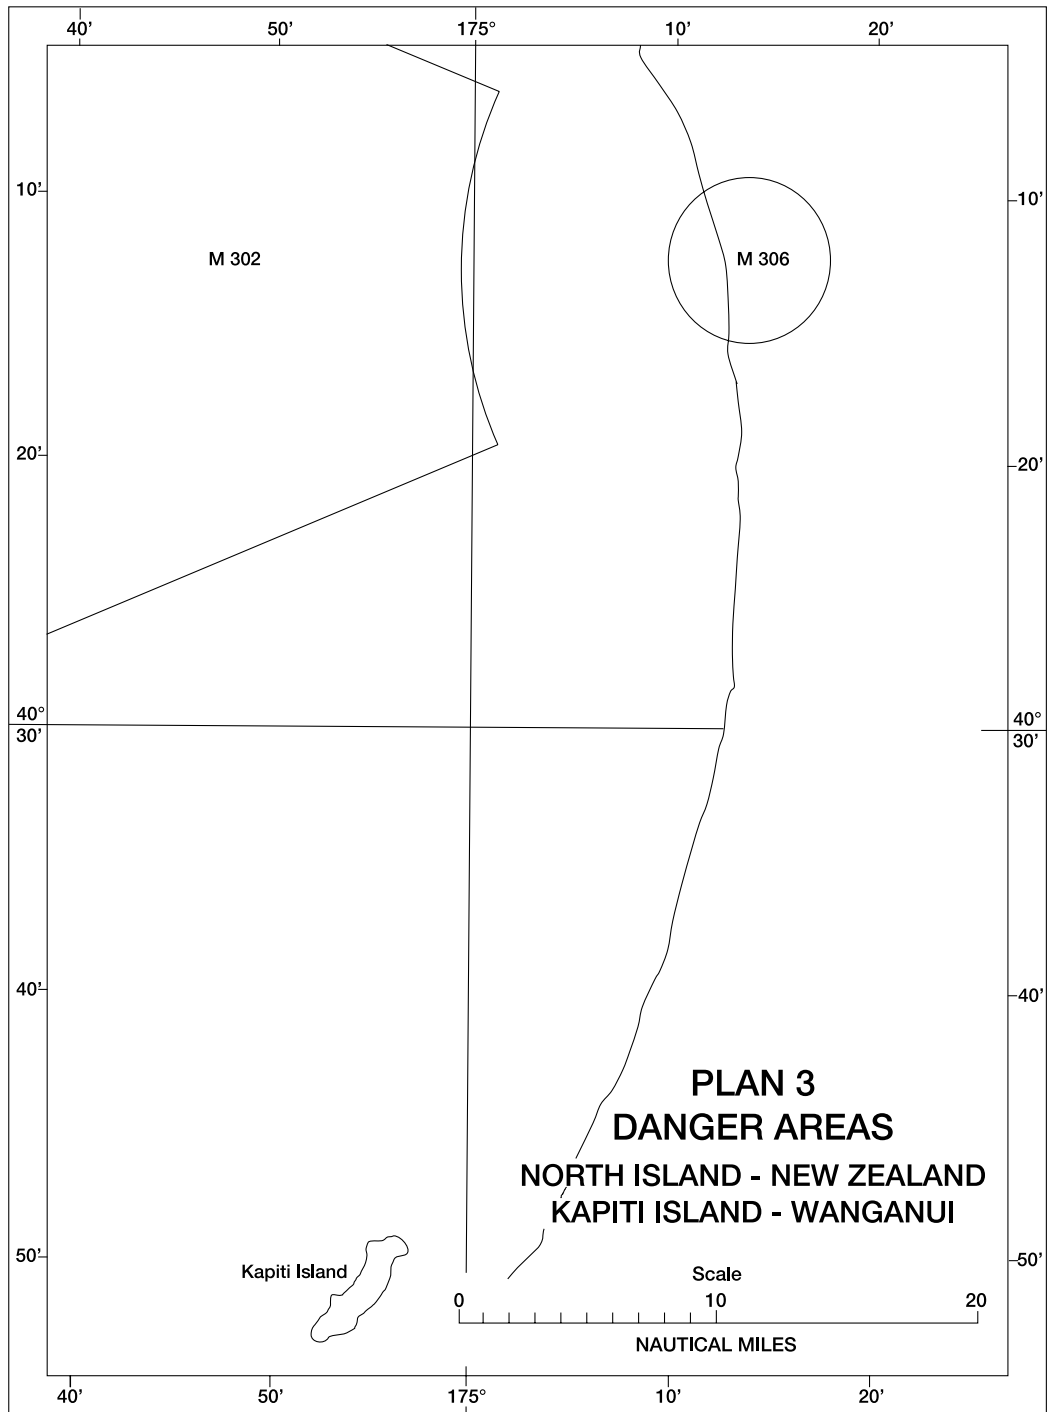 40' 50' 175° 10' 20'
10' 10'
M 302 M 306
20' 20'
40° 40°
30' 30'
40' 40'
PLAN 3
DANGER AREAS
NORTH ISLAND - NEW ZEALAND
KAPITI ISLAND - WANGANUI
50' 50'
Kapiti Island Scale
0 10 20
NAUTICAL MILES
40' 50' 175° 10' 20'